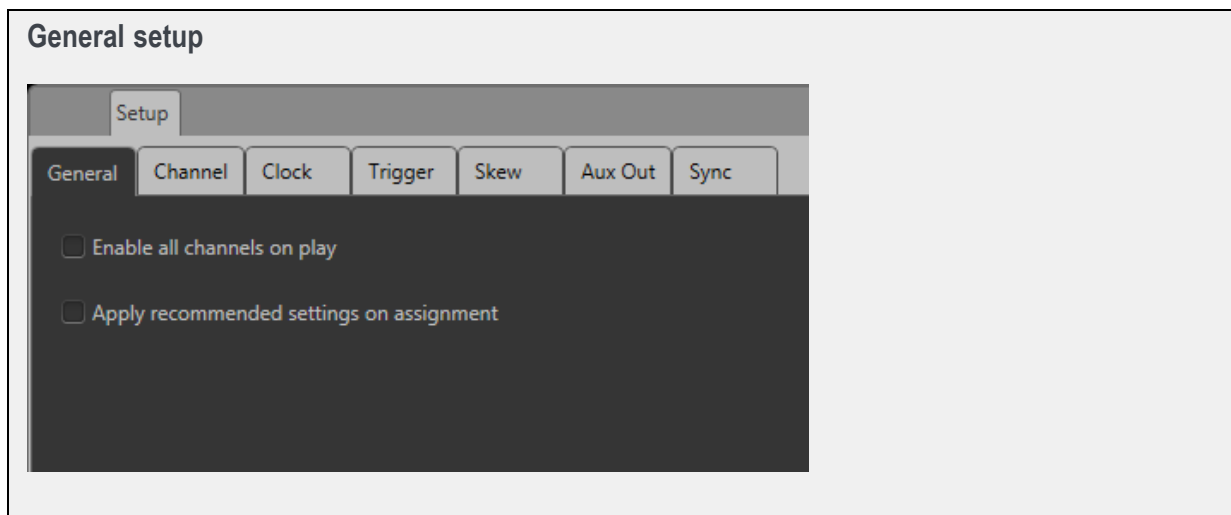 General setup
Setup
General Channel Clock Trigger Skew Aux Out Sync
Enable all channels on play
Apply recommended settings on assignment